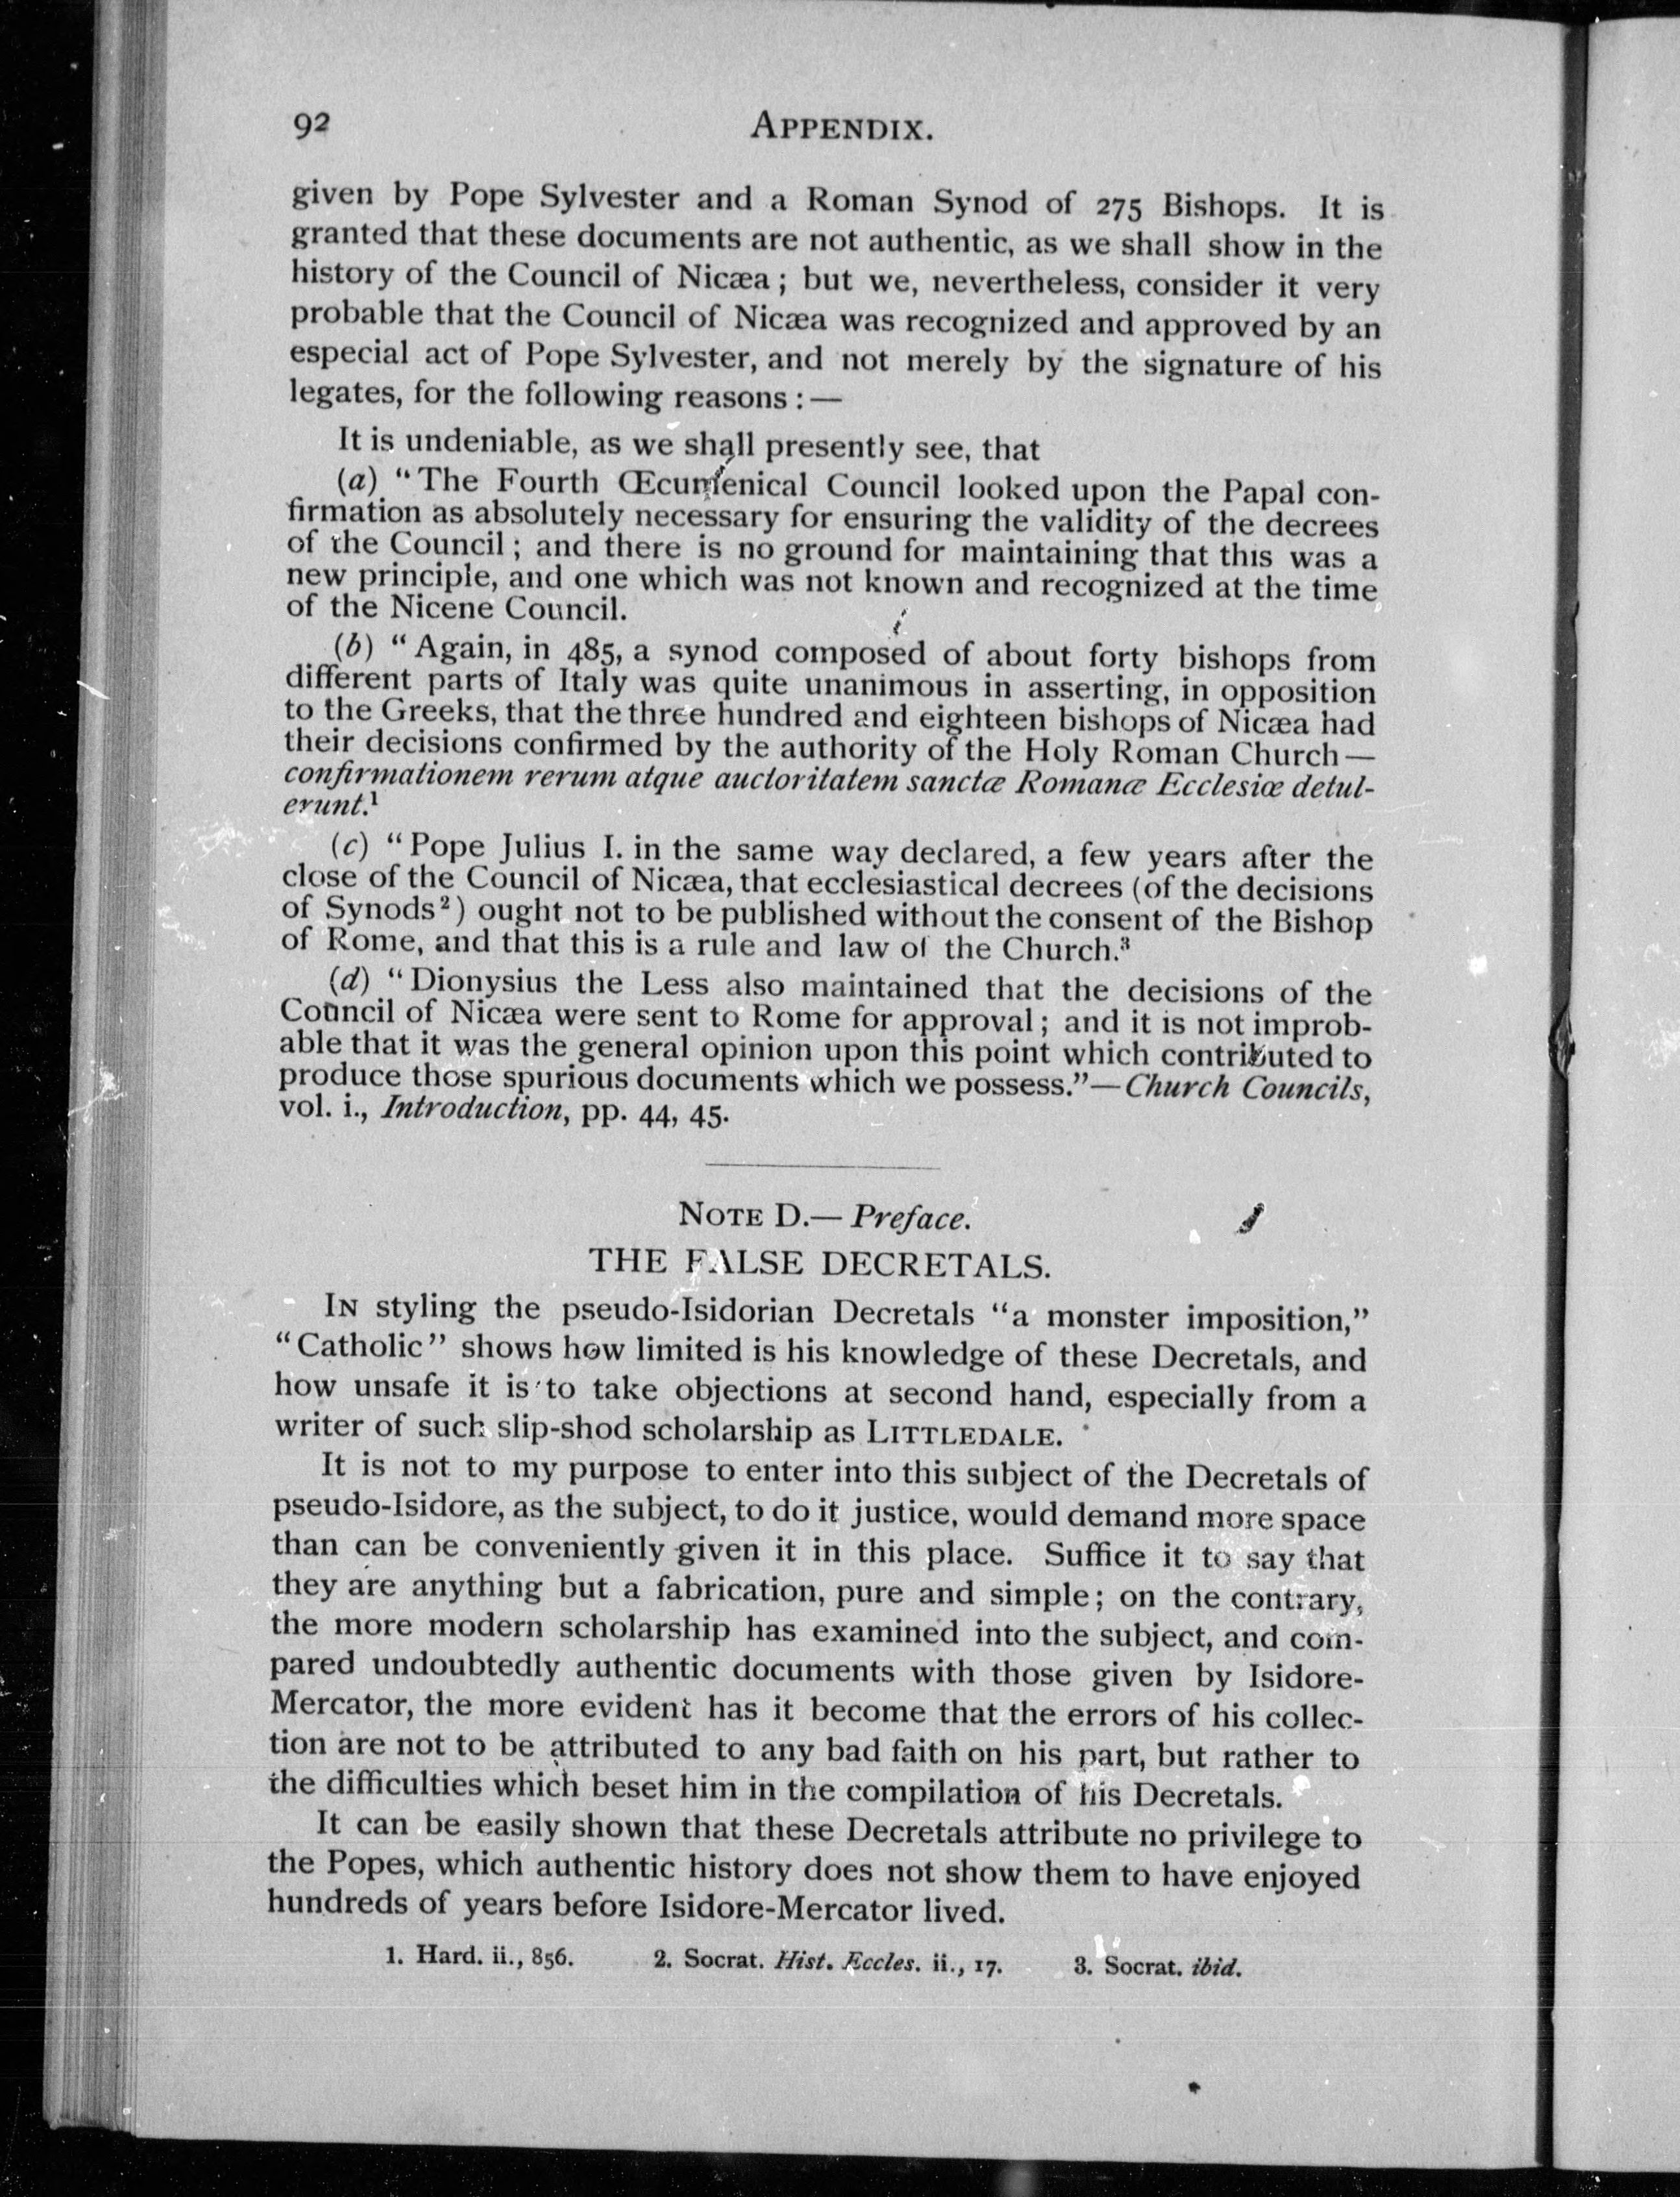 92 APPENDIX.
given by Pope Sylvester and a Roman Synod of 275 Bishops. It is
granted that these documents are not authentic, as we shall show in the
history of the Council of Nicæa; but we, nevertheless, consider it very
probable that the Council of Nicæa was recognized and approved by an
especial act of Pope Sylvester, and not merely by the signature of his
legates, for the following reasons:—
It is undeniable, as we shall presently see, that
(a) “The Fourth Œcumenical Council looked upon the Papal con-
firmation as absolutely necessary for ensuring the validity of the decrees
of the Council; and there is no ground for maintaining that this was a
new principle, and one which was not known and recognized at the time
of the Nicene Council.
(b) “Again, in 485, a synod composed of about forty bishops from
different parts of Italy was quite unanimous in asserting, in opposition
to the Greeks, that the three hundred and eighteen bishops of Nicæa had
their decisions confirmed by the authority of the Holy Roman Church—
confirmationem rerum atque auctoritatem sanctæ Romanæ Ecclesiæ detul-
erunt.¹
(c) “Pope Julius I. in the same way declared, a few years after the
close of the Council of Nicæa, that ecclesiastical decrees (of the decisions
of Synods²) ought not to be published without the consent of the Bishop
of Rome, and that this is a rule and law of the Church.³
(d) “Dionysius the Less also maintained that the decisions of the
Council of Nicæa were sent to Rome for approval; and it is not improb-
able that it was the general opinion upon this point which contributed to
produce those spurious documents which we possess.”—Church Councils,
vol. i., Introduction, pp. 44, 45.
NOTE D.—Preface.
THE FALSE DECRETALS.
IN styling the pseudo-Isidorian Decretals “a monster imposition,”
“Catholic” shows how limited is his knowledge of these Decretals, and
how unsafe it is to take objections at second hand, especially from a
writer of such slip-shod scholarship as LITTLEDALE.
It is not to my purpose to enter into this subject of the Decretals of
pseudo-Isidore, as the subject, to do it justice, would demand more space
than can be conveniently given it in this place. Suffice it to say that
they are anything but a fabrication, pure and simple; on the contrary,
the more modern scholarship has examined into the subject, and com-
pared undoubtedly authentic documents with those given by Isidore-
Mercator, the more evident has it become that the errors of his collec-
tion are not to be attributed to any bad faith on his part, but rather to
the difficulties which beset him in the compilation of his Decretals.
It can be easily shown that these Decretals attribute no privilege to
the Popes, which authentic history does not show them to have enjoyed
hundreds of years before Isidore-Mercator lived.
1. Hard. ii., 856. 2. Socrat. Hist. Eccles. ii., 17. 3. Socrat. ibid.